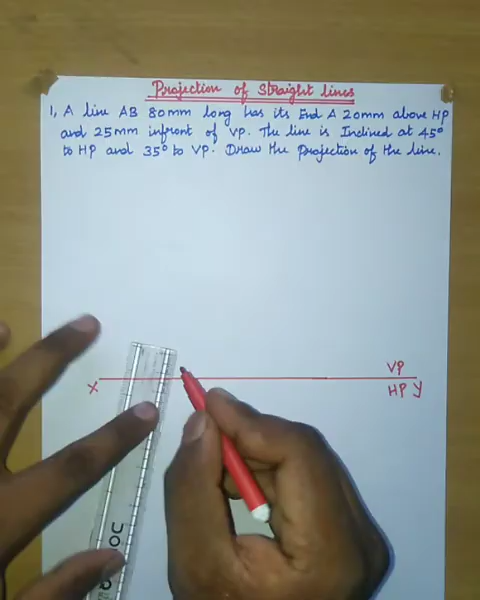 Projection of Straight lines
1, A line AB 80mm long has its End A 20mm above HP
and 25mm infront of VP. The line is Inclined at 45°
to HP and 35° to VP. Draw the Projection of the line.
VP
X HP Y